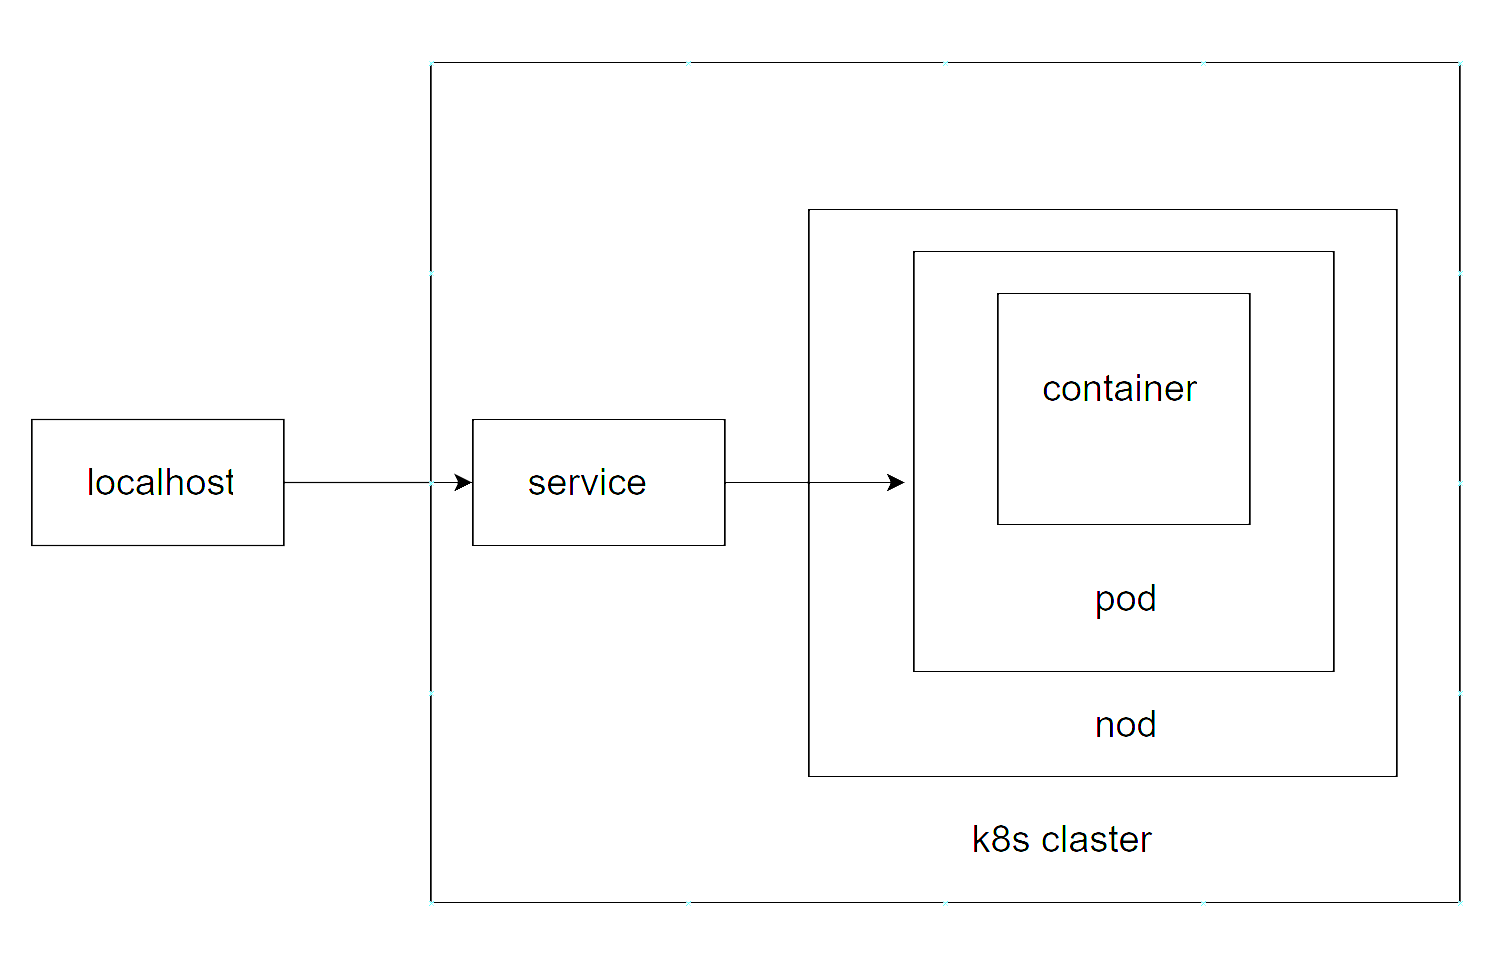 localhost
service
container
pod
nod
k8s claster